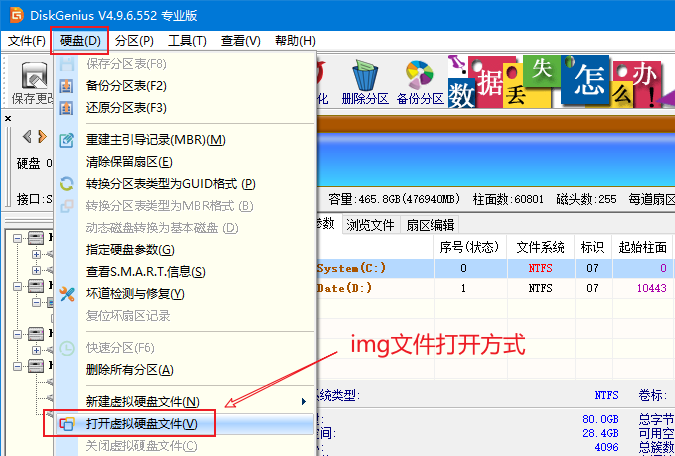 DiskGenius V4.9.6.552 专业版
文件(F) 硬盘(D) 分区(P) 工具(T) 查看(V) 帮助(H)
保存更改
化 删除分区 备份分区
数据丢失怎么办!
硬盘 0
接口:S
容量:465.8GB(476940MB) 柱面数:60801 磁头数:255 每道扇区
保存分区表(F8)
备份分区表(F2)
还原分区表(F3)
重建主引导记录(MBR)(M)
清除保留扇区(E)
转换分区表类型为GUID格式 (P)
转换分区表类型为MBR格式 (B)
动态磁盘转换为基本磁盘 (D)
指定硬盘参数(G)
查看S.M.A.R.T.信息(S)
坏道检测与修复(Y)
复位坏扇区记录
快速分区(F6)
删除所有分区(A)
新建虚拟硬盘文件(N)
打开虚拟硬盘文件(V)
关闭虚拟硬盘文件(C)
参数 浏览文件 扇区编辑
序号(状态) 文件系统 标识 起始柱面
System(C:) 0 NTFS 07 0
Date(D:) 1 NTFS 07 10443
img文件打开方式
系统类型: NTFS 卷标:
80.0GB 总字节
空间: 28.4GB 可用空
4096 总簇数